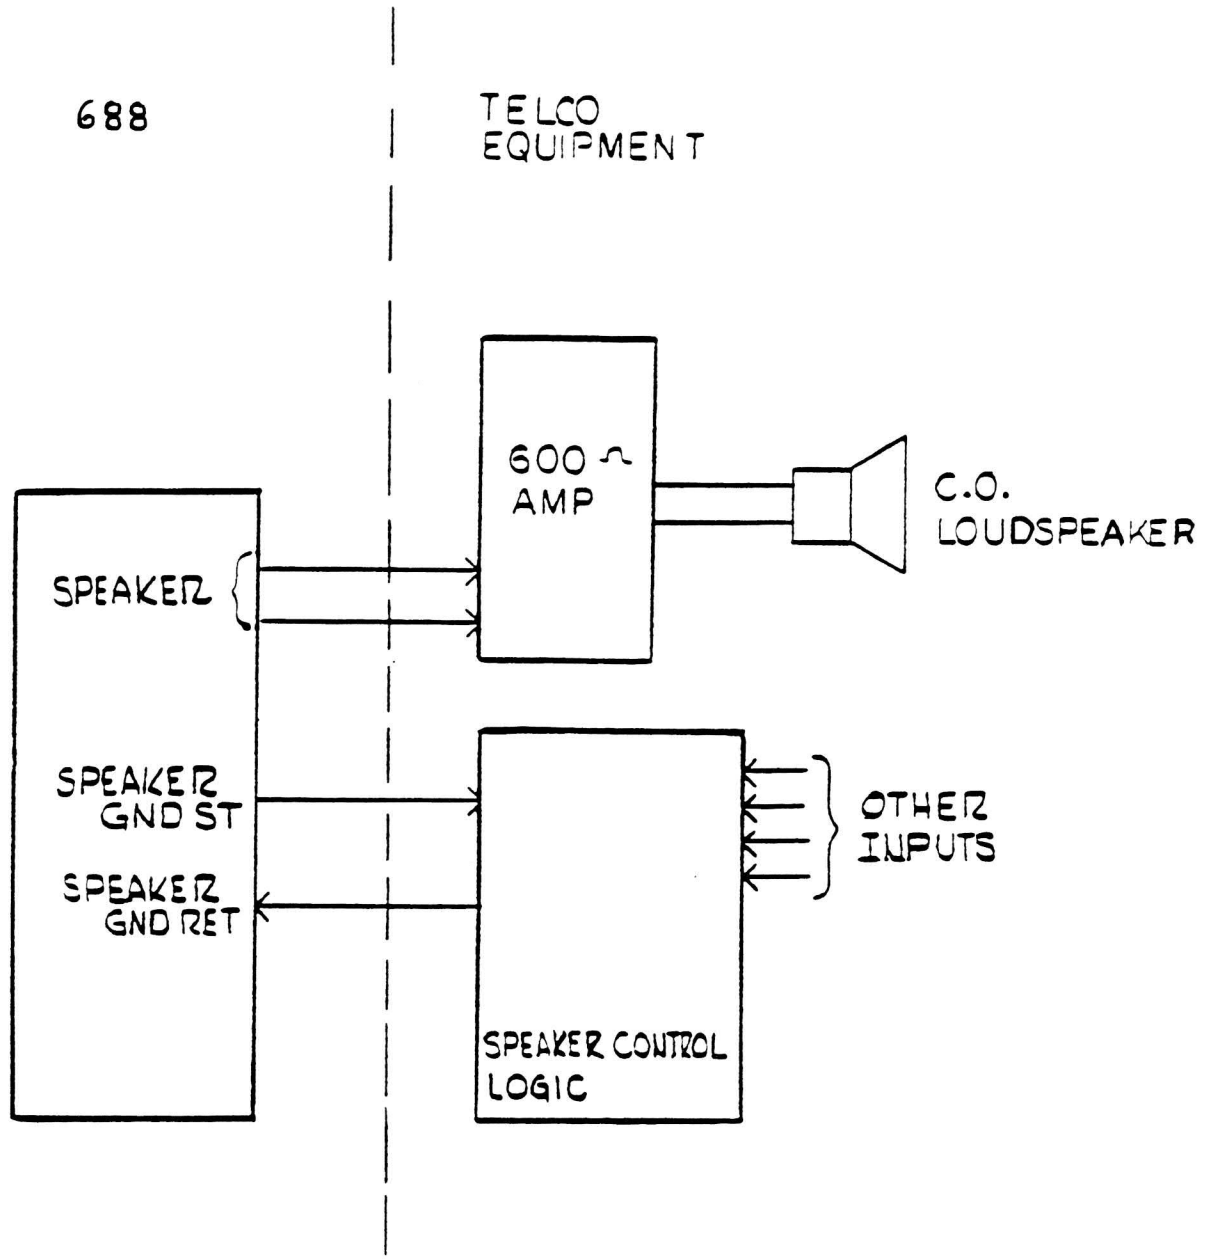 688
TELCO
EQUIPMENT
600 Ω
AMP
C.O.
LOUDSPEAKER
SPEAKER
SPEAKER
GND ST
SPEAKER
GND RET
OTHER
INPUTS
SPEAKER CONTROL
LOGIC